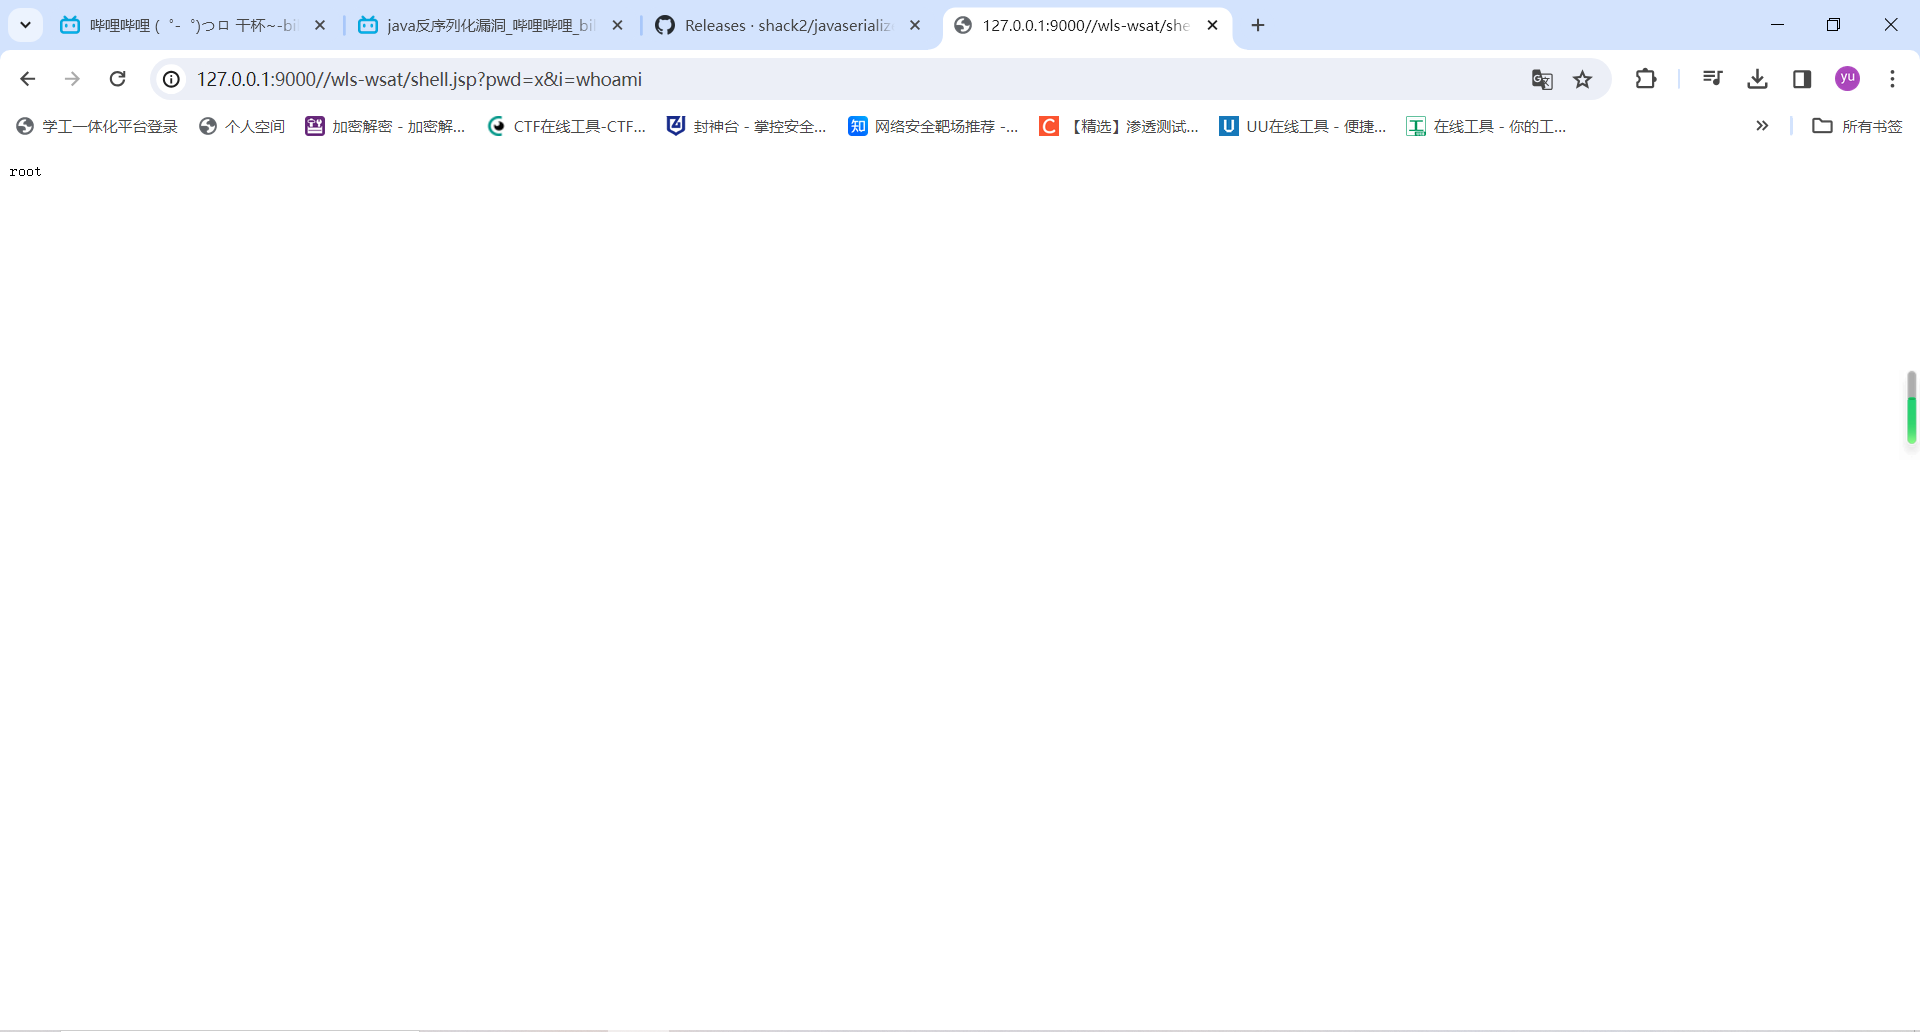 哔哩哔哩 (゜-゜)つロ 干杯~-bi
java反序列化漏洞_哔哩哔哩_bil
Releases · shack2/javaserialize
127.0.0.1:9000//wls-wsat/she
127.0.0.1:9000//wls-wsat/shell.jsp?pwd=x&i=whoami
yu
学工一体化平台登录
个人空间
加密解密 - 加密解...
CTF在线工具-CTF...
封神台 - 掌控安全...
知 网络安全靶场推荐 -...
C 【精选】渗透测试...
U UU在线工具 - 便捷...
工 在线工具 - 你的工...
所有书签
root